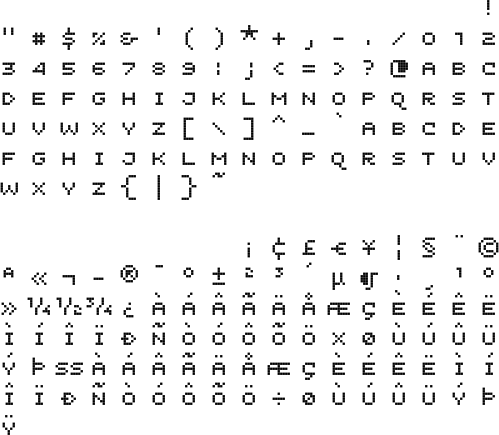 !
" # $ % & ' ( ) * + , - . / 0 1 2
3 4 5 6 7 8 9 : ; < = > ? @ A B C
D E F G H I J K L M N O P Q R S T
U V W X Y Z [ \ ] ^ _ ` A B C D E
F G H I J K L M N O P Q R S T U V
W X Y Z { | } ~
¡ ¢ £ € ¥ ¦ § ¨ ©
ª « ¬ - ® ¯ ° ± ² ³ ´ µ ¶ · ¸ ¹ º
» ¼ ½ ¾ ¿ À Á Â Ã Ä Å Æ Ç È É Ê Ë
Ì Í Î Ï Ð Ñ Ò Ó Ô Õ Ö × Ø Ù Ú Û Ü
Ý Þ SS À Á Â Ã Ä Å Æ Ç È É Ê Ë Ì Í
Î Ï Ð Ñ Ò Ó Ô Õ Ö ÷ Ø Ù Ú Û Ü Ý Þ
Ÿ